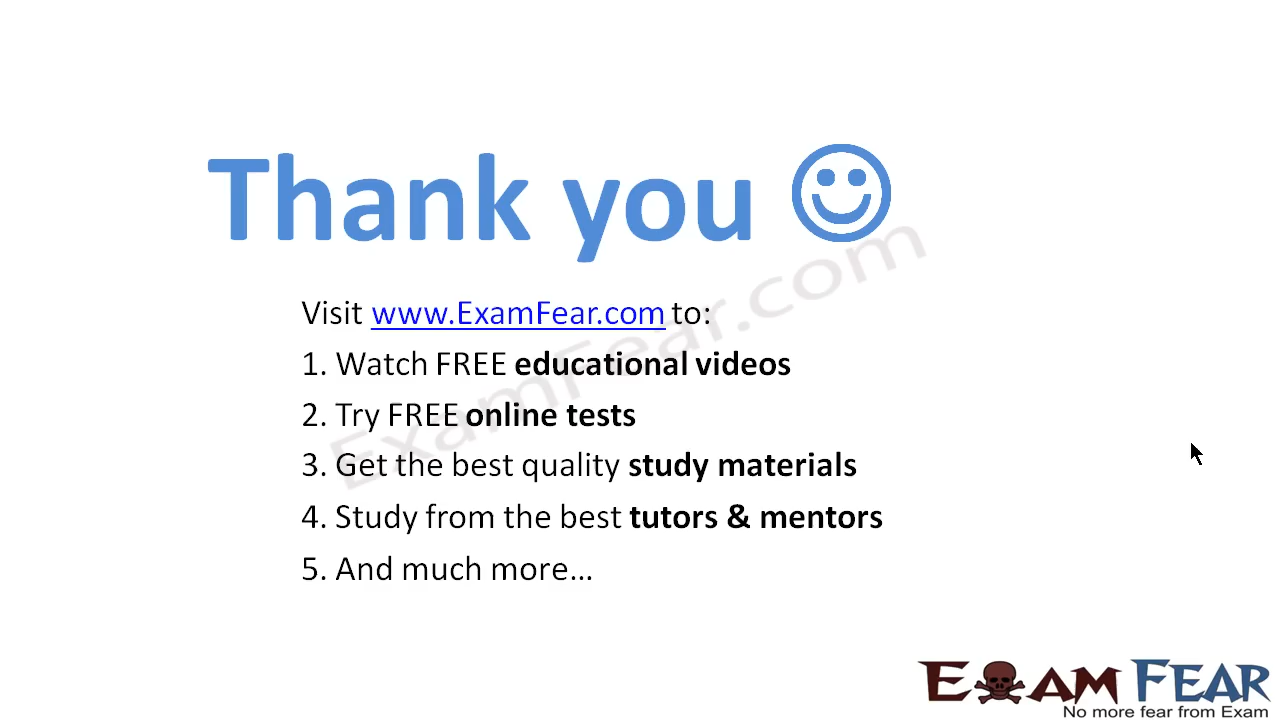 Thank you
Visit www.ExamFear.com to:
1. Watch FREE educational videos
2. Try FREE online tests
3. Get the best quality study materials
4. Study from the best tutors & mentors
5. And much more…
ExamFear.com
EXAM FEAR
No more fear from Exam